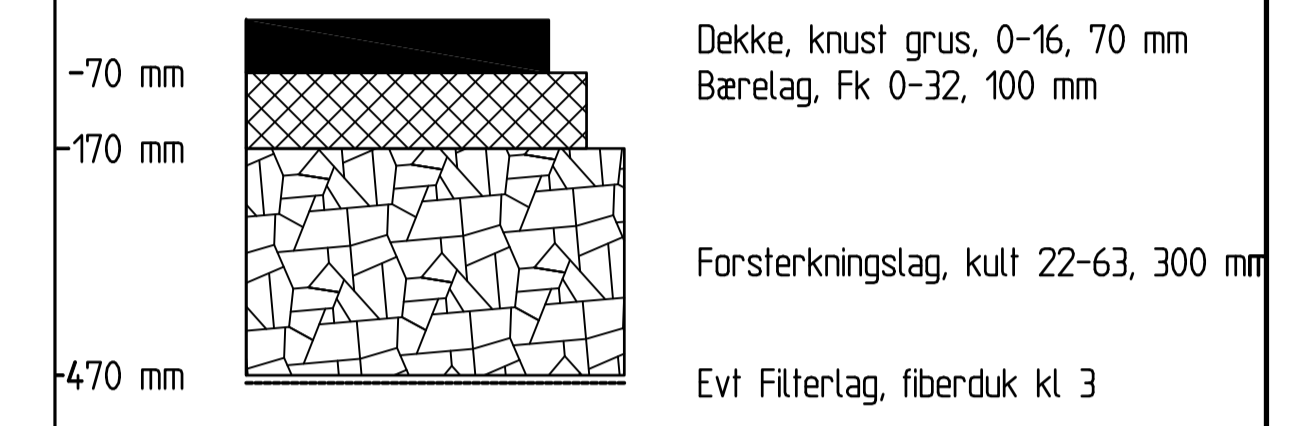 Dekke, knust grus, 0-16, 70 mm
-70 mm
Bærelag, Fk 0-32, 100 mm
-170 mm
Forsterkningslag, kult 22-63, 300 mm
-470 mm
Evt Filterlag, fiberduk kl 3